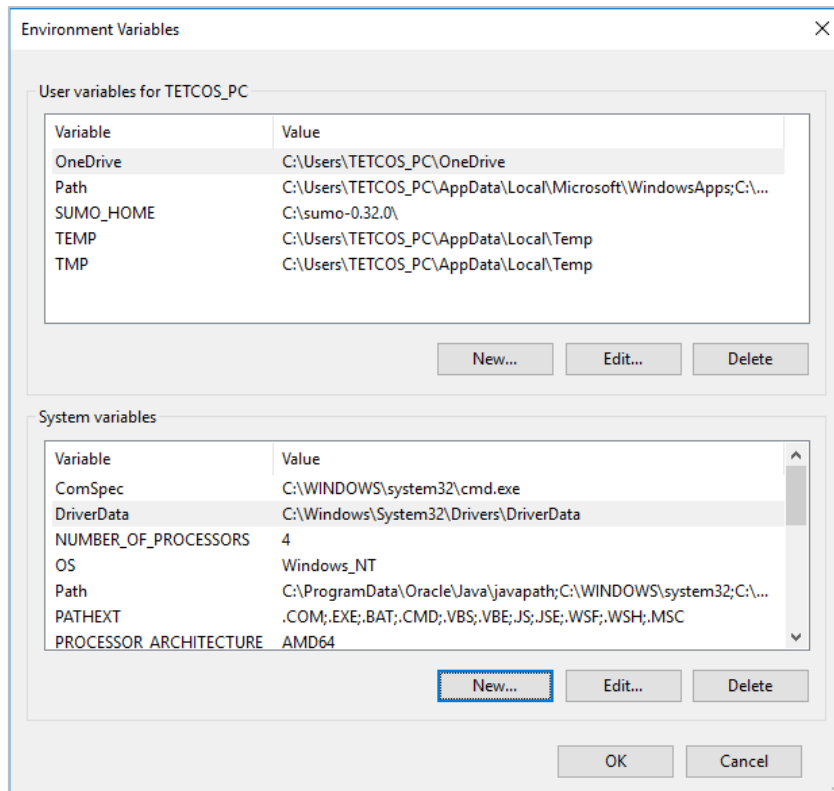 Environment Variables
User variables for TETCOS_PC
Variable Value
OneDrive C:\Users\TETCOS_PC\OneDrive
Path C:\Users\TETCOS_PC\AppData\Local\Microsoft\WindowsApps;C:\...
SUMO_HOME C:\sumo-0.32.0\
TEMP C:\Users\TETCOS_PC\AppData\Local\Temp
TMP C:\Users\TETCOS_PC\AppData\Local\Temp
New... Edit... Delete
System variables
Variable Value
ComSpec C:\WINDOWS\system32\cmd.exe
DriverData C:\Windows\System32\Drivers\DriverData
NUMBER_OF_PROCESSORS 4
OS Windows_NT
Path C:\ProgramData\Oracle\Java\javapath;C:\WINDOWS\system32;C:\...
PATHEXT .COM;.EXE;.BAT;.CMD;.VBS;.VBE;.JS;.JSE;.WSF;.WSH;.MSC
PROCESSOR_ARCHITECTURE AMD64
New... Edit... Delete
OK Cancel